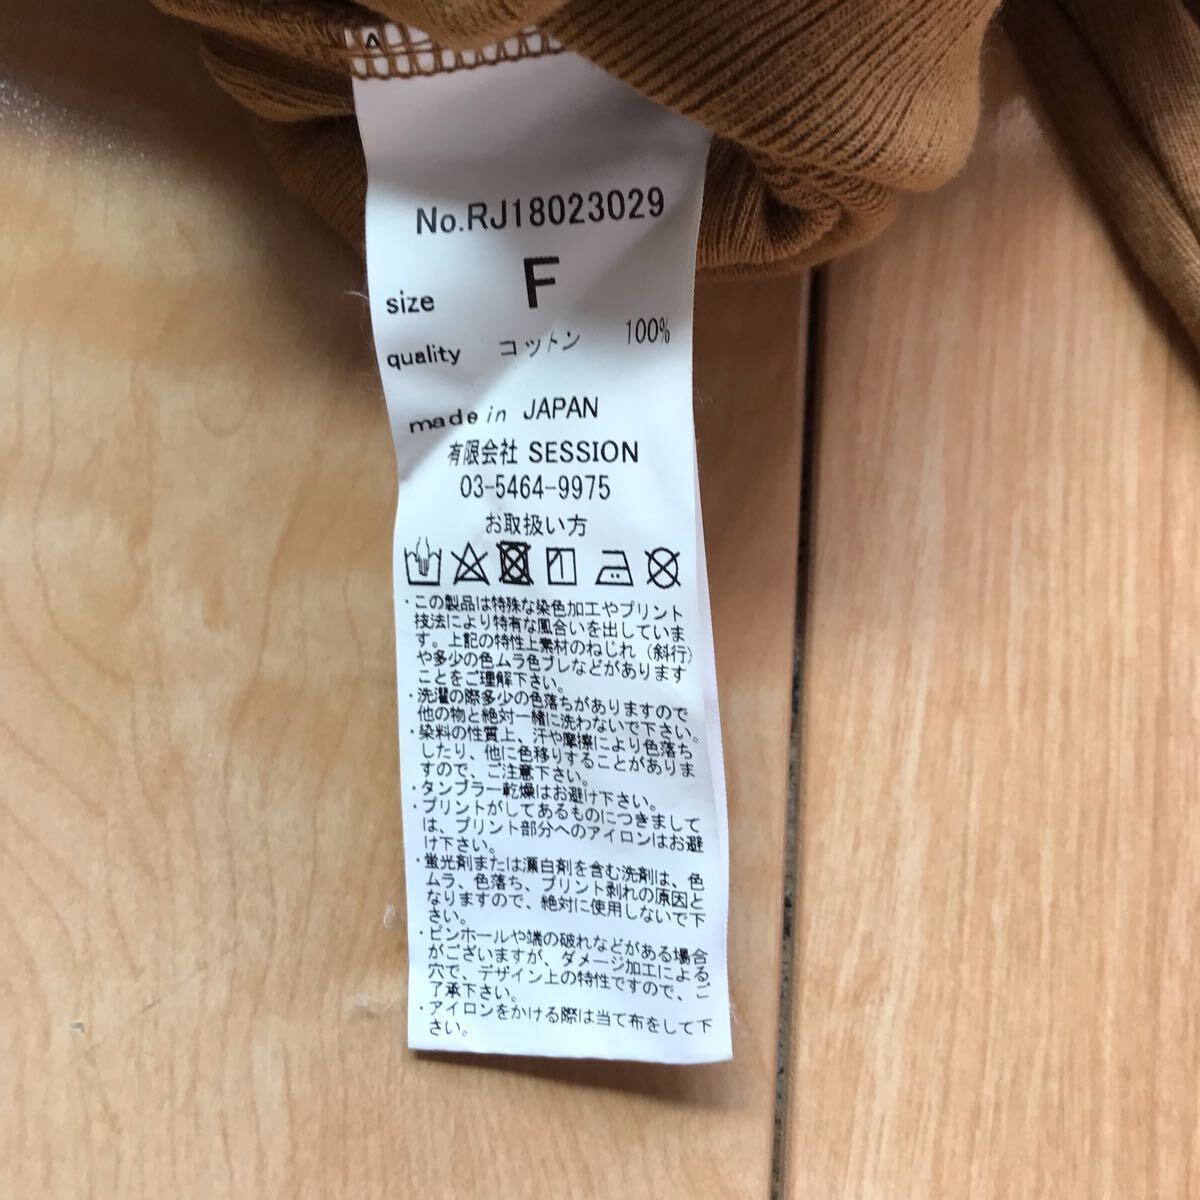 No.RJ18023029
size F
quality コットン 100%
made in JAPAN
有限会社 SESSION
03-5464-9975
お取扱い方
・この製品は特殊な染色加工やプリント
技法により特有な風合いを出していま
す。上記の特性上素材のねじれ（斜行）
や多少の色ムラ色ブレなどがあります
ことをご理解下さい。
・洗濯の際多少の色落ちがありますので
他の物と絶対一緒に洗わないで下さい。
・染料の性質上、汗や摩擦により色落ち
したり、他に色移りすることがありま
すので、ご注意下さい。
・タンブラー乾燥はお避け下さい。
・プリントがしてあるものにつきまして
は、プリント部分へのアイロンはお避
け下さい。
・蛍光剤または漂白剤を含む洗剤は、色
ムラ、色落ち、プリント剥れの原因と
なりますので、絶対に使用しないで下
さい。
・ピンホールや端の破れなどがある場合
がございますが、ダメージ加工による
穴で、デザイン上の特性ですので、ご
了承下さい。
・アイロンをかける際は当て布をして下
さい。